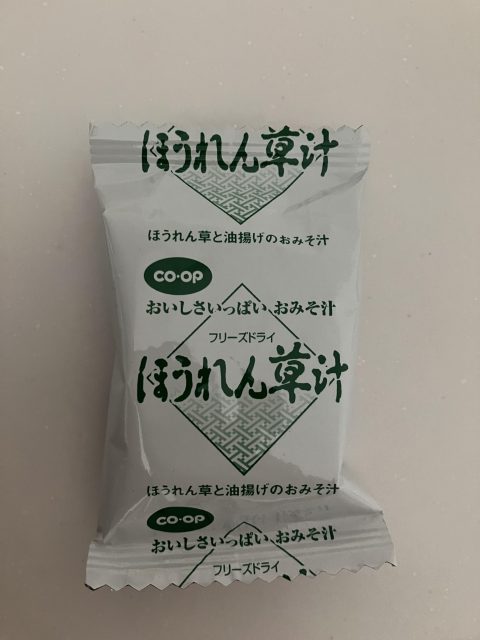 ほうれん草汁
ほうれん草と油揚げのおみそ汁
CO・OP
おいしさいっぱい、おみそ汁
フリーズドライ
ほうれん草汁
ほうれん草と油揚げのおみそ汁
CO・OP
おいしさいっぱい、おみそ汁
フリーズドライ